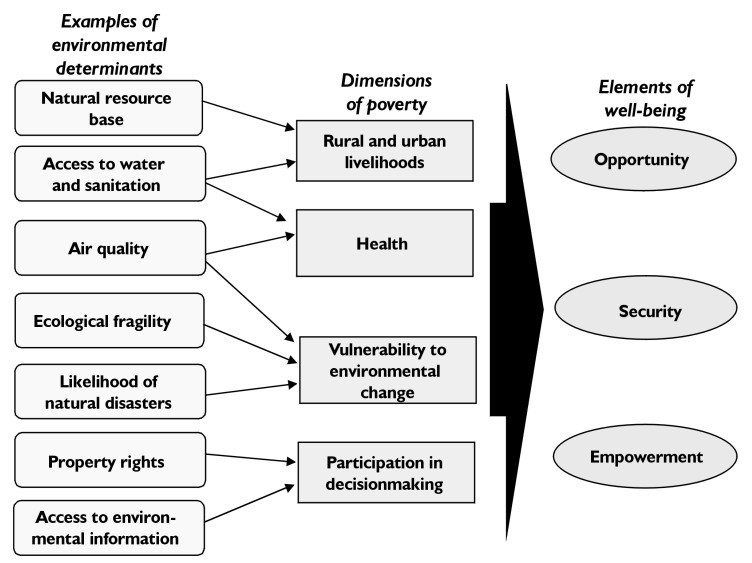 Examples of
environmental
determinants
Natural resource
base
Access to water
and sanitation
Air quality
Ecological fragility
Likelihood of
natural disasters
Property rights
Access to environ-
mental information
Dimensions
of poverty
Rural and urban
livelihoods
Health
Vulnerability to
environmental
change
Participation in
decisionmaking
Elements of
well-being
Opportunity
Security
Empowerment